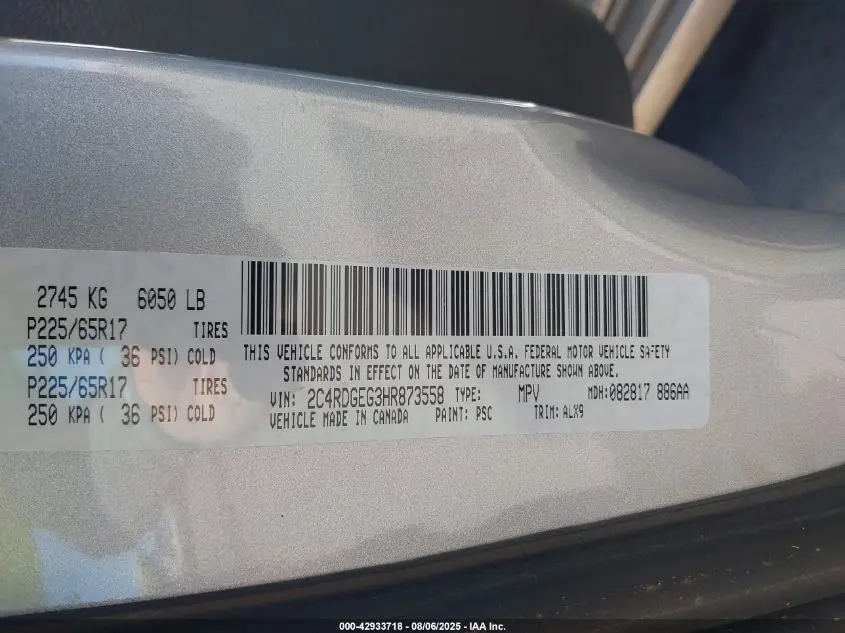 2745 KG 6050 LB
P225/65R17 TIRES
250 KPA ( 36 PSI) COLD
P225/65R17 TIRES
250 KPA ( 36 PSI) COLD
THIS VEHICLE CONFORMS TO ALL APPLICABLE U.S.A. FEDERAL MOTOR VEHICLE SAFETY
STANDARDS IN EFFECT ON THE DATE OF MANUFACTURE SHOWN ABOVE.
VIN: 2C4RDGEG3HR873558 TYPE: MPV MDH:082817 886AA
VEHICLE MADE IN CANADA PAINT: PSC TRIM: ALX9
000-42933718 - 08/06/2025 - IAA Inc.